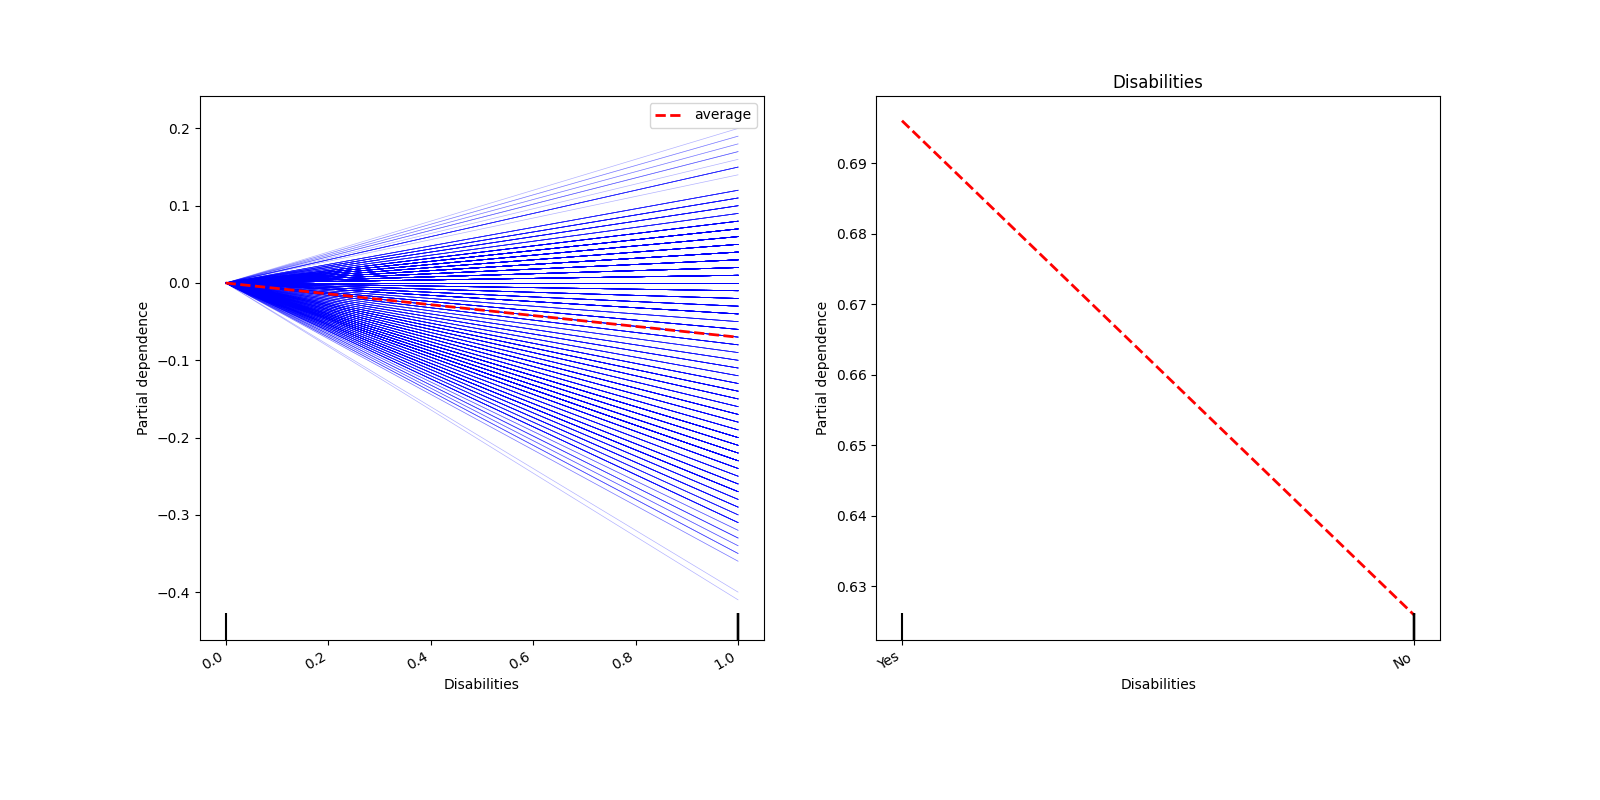 average
0.2
0.1
0.0
−0.1
−0.2
−0.3
−0.4
Partial dependence
0.0
0.2
0.4
0.6
0.8
1.0
Disabilities
Disabilities
0.69
0.68
0.67
0.66
0.65
0.64
0.63
Partial dependence
Yes
No
Disabilities